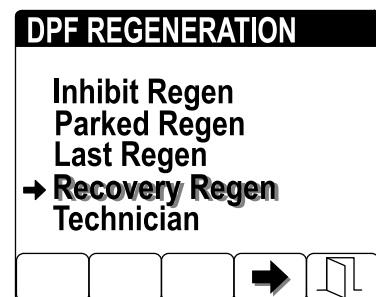 DPF REGENERATION
Inhibit Regen
Parked Regen
Last Regen
Recovery Regen
Technician